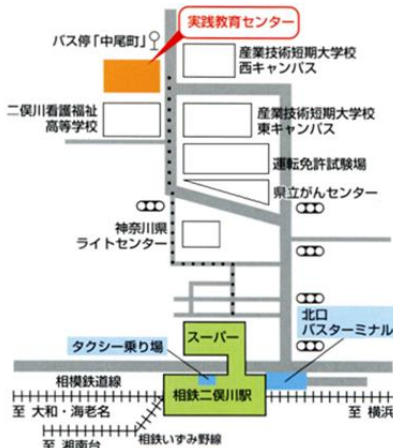 実践教育センター
バス停「中尾町」
産業技術短期大学校
西キャンパス
二俣川看護福祉
高等学校
産業技術短期大学校
東キャンパス
運転免許試験場
県立がんセンター
神奈川県
ライトセンター
北口
バスターミナル
スーパー
タクシー乗り場
相模鉄道線
相鉄二俣川駅
至 大和・海老名
至 横浜
至 湘南台
相鉄いずみ野線